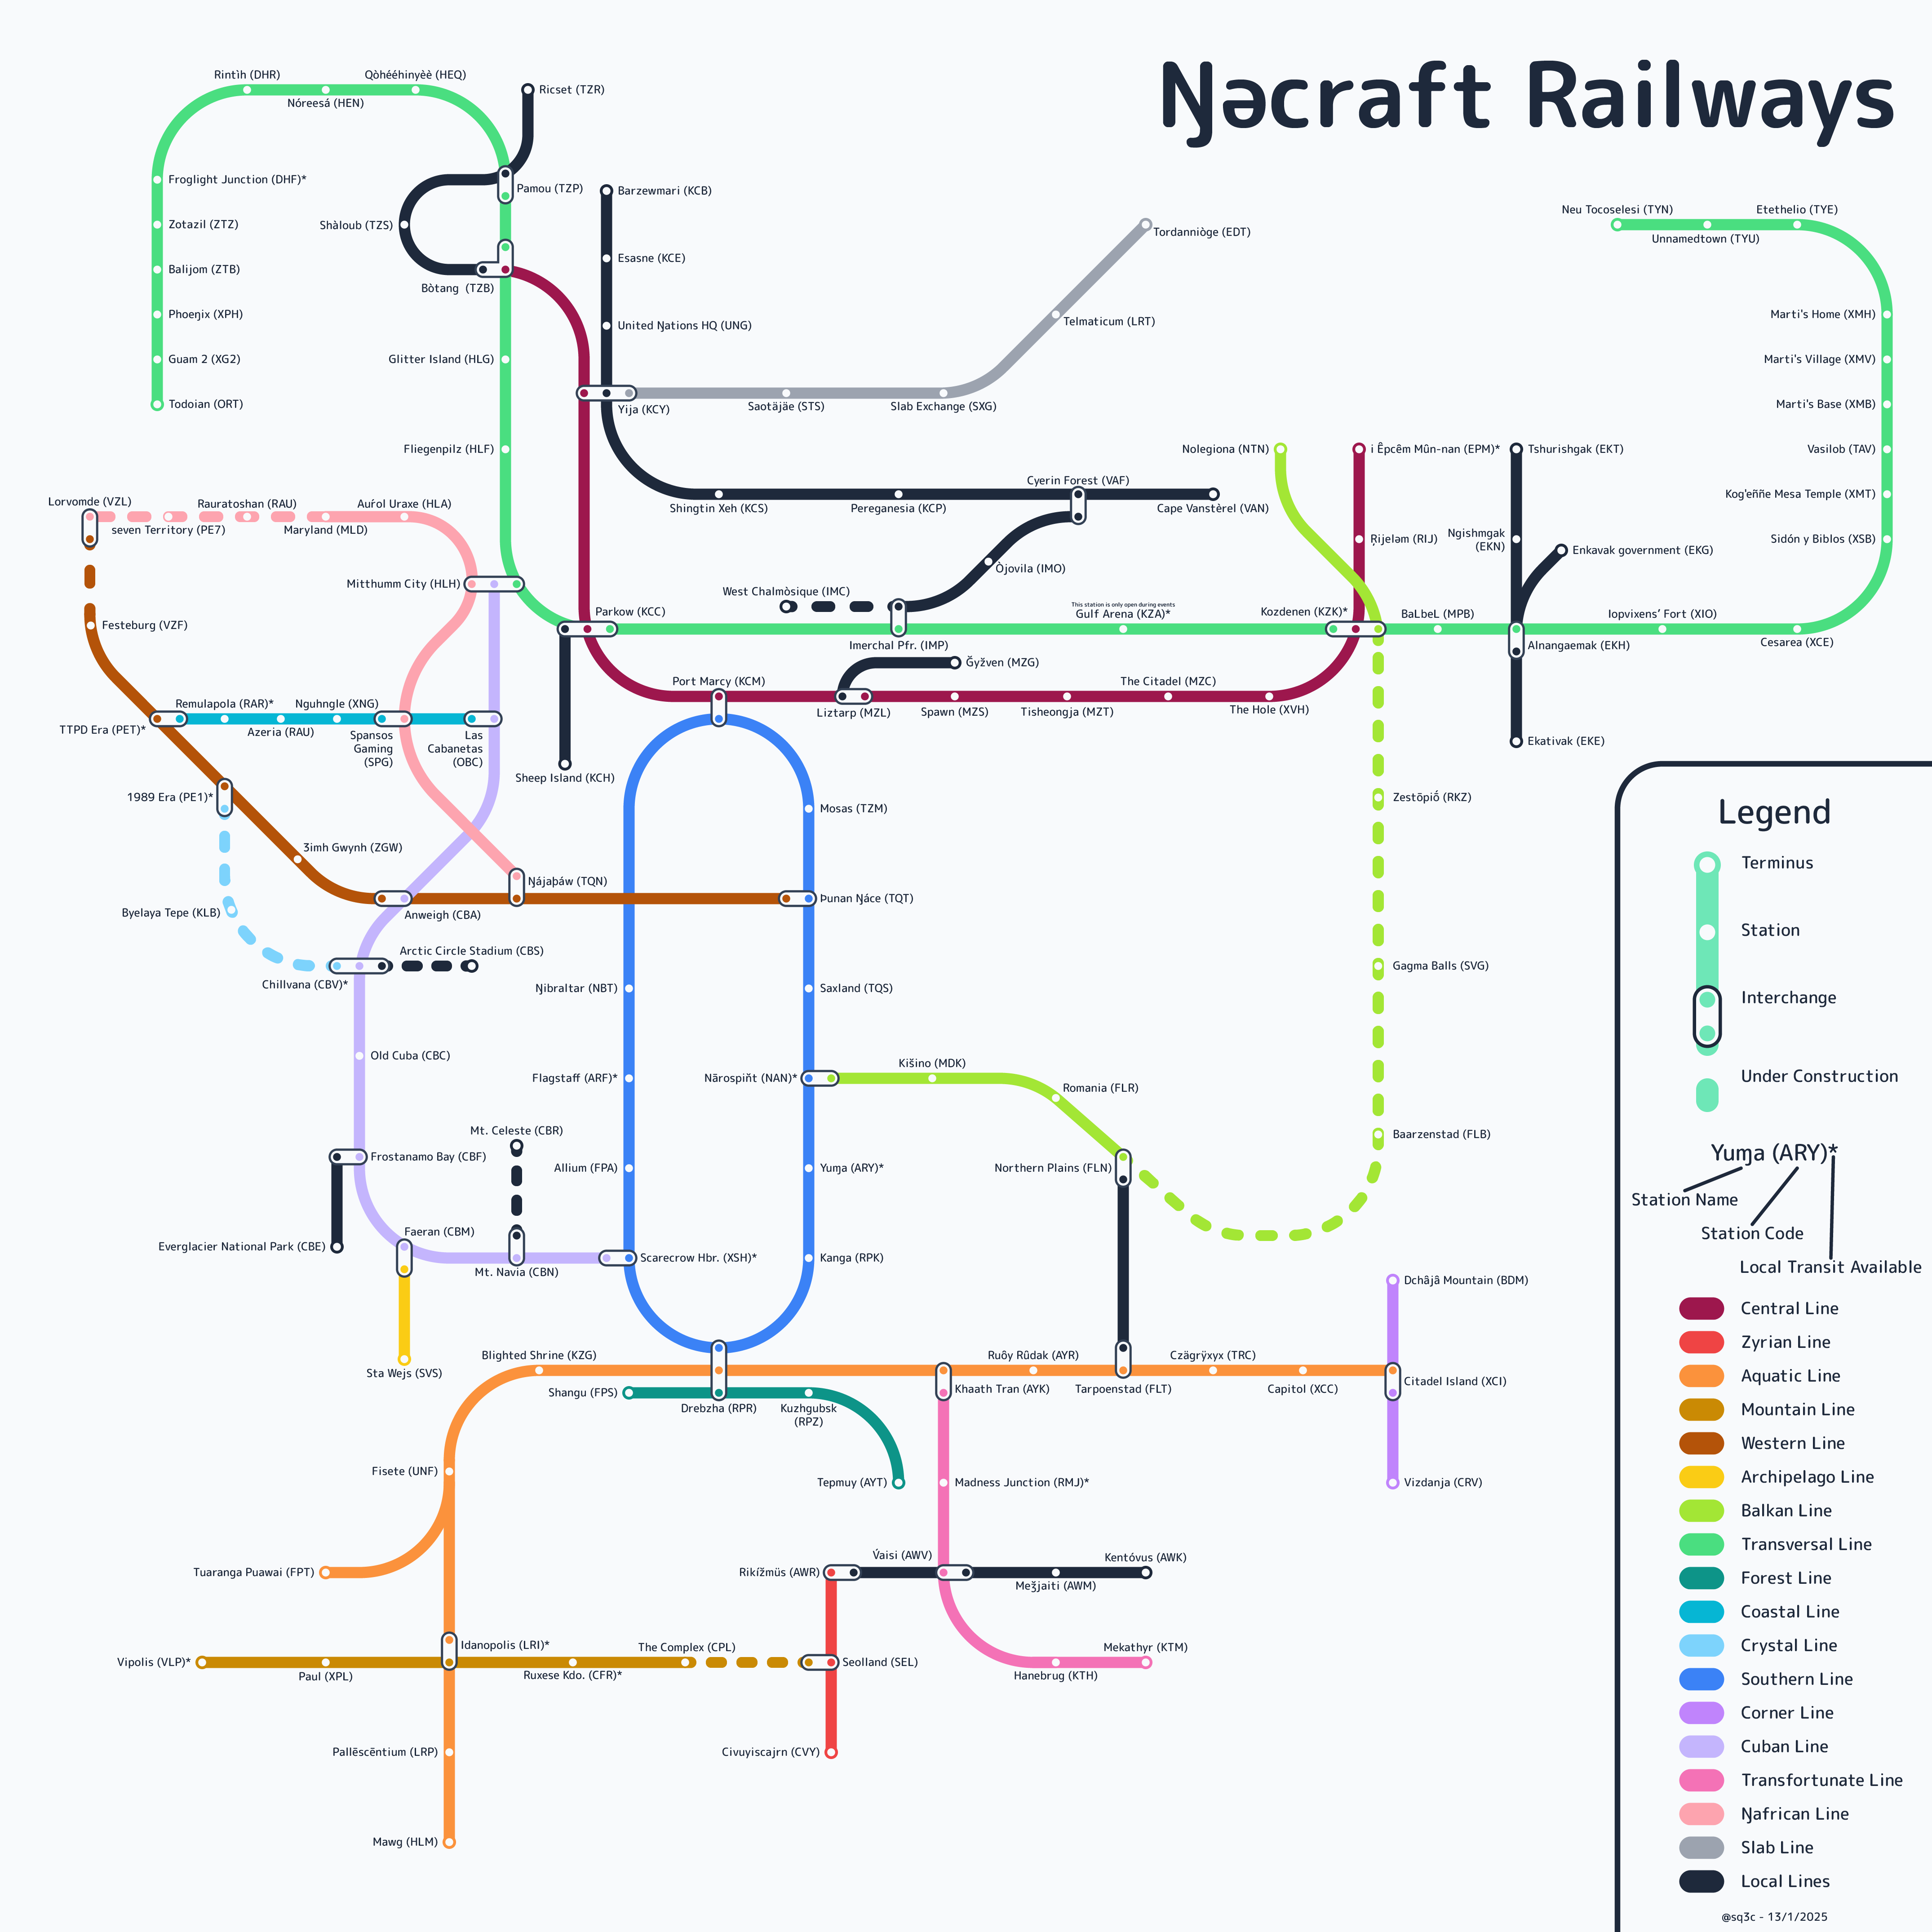 Ŋəcraft Railways
Rintìh (DHR)
Qòhééhinyèè (HEQ)
Nóreesá (HEN)
Ricset (TZR)
Froglight Junction (DHF)*
Pamou (TZP)
Barzewmari (KCB)
Zotazil (ZTZ)
Shàloub (TZS)
Tordanniòge (EDT)
Neu Tocoselesi (TYN)
Etethelio (TYE)
Unnamedtown (TYU)
Balijom (ZTB)
Bòtang (TZB)
Esasne (KCE)
Phoeŋix (XPH)
United Ŋations HQ (UNG)
Telmaticum (LRT)
Marti's Home (XMH)
Guam 2 (XG2)
Glitter Island (HLG)
Marti's Village (XMV)
Todoian (ORT)
Yija (KCY)
Saotäjäe (STS)
Slab Exchange (SXG)
Marti's Base (XMB)
Fliegenpilz (HLF)
Nolegiona (NTN)
i Êpcêm Mûn-nan (EPM)*
Tshurishgak (EKT)
Vasilob (TAV)
Lorvomde (VZL)
Rauratoshan (RAU)
Auŕol Uraxe (HLA)
seven Territory (PE7)
Maryland (MLD)
Shingtin Xeh (KCS)
Pereganesia (KCP)
Cyerin Forest (VAF)
Cape Vanstèrel (VAN)
Kog'eññe Mesa Temple (XMT)
Ŗijeləm (RIJ)
Ngishmgak
(EKN)
Enkavak government (EKG)
Sidón y Biblos (XSB)
Mitthumm City (HLH)
Òjovila (IMO)
West Chalmòsique (IMC)
Festeburg (VZF)
Parkow (KCC)
This station is only open during events
Gulf Arena (KZA)*
Kozdenen (KZK)*
BaLbeL (MPB)
Iopvixens’ Fort (XIO)
Imerchal Pfr. (IMP)
Alnangaemak (EKH)
Cesarea (XCE)
Ğyžven (MZG)
Port Marcy (KCM)
The Citadel (MZC)
Liztarp (MZL)
Spawn (MZS)
Tisheongja (MZT)
The Hole (XVH)
Remulapola (RAR)*
Nguhngle (XNG)
TTPD Era (PET)*
Azeria (RAU)
Spansos
Gaming
(SPG)
Las
Cabanetas
(OBC)
Ekativak (EKE)
Sheep Island (KCH)
1989 Era (PE1)*
Mosas (TZM)
Zestōpiṓ (RKZ)
Ʒimh Gwynh (ZGW)
Ŋájaþáw (TQN)
Þunan Ŋáce (TQT)
Byelaya Tepe (KLB)
Anweigh (CBA)
Arctic Circle Stadium (CBS)
Chillvana (CBV)*
Gagma Balls (SVG)
Ŋibraltar (NBT)
Saxland (TQS)
Old Cuba (CBC)
Flagstaff (ARF)*
Nārospiňt (NAN)*
Kišino (MDK)
Romania (FLR)
Mt. Celeste (CBR)
Baarzenstad (FLB)
Frostanamo Bay (CBF)
Allium (FPA)
Yuɱa (ARY)*
Northern Plains (FLN)
Everglacier National Park (CBE)
Faeran (CBM)
Mt. Navia (CBN)
Scarecrow Hbr. (XSH)*
Kanga (RPK)
Dchâjâ Mountain (BDM)
Sta Wejs (SVS)
Blighted Shrine (KZG)
Shangu (FPS)
Drebzha (RPR)
Kuzhgubsk
(RPZ)
Ruôy Rûdak (AYR)
Khaath Tran (AYK)
Tarpoenstad (FLT)
Czägrÿxyx (TRC)
Capitol (XCC)
Citadel Island (XCI)
Fisete (UNF)
Tepmuy (AYT)
Madness Junction (RMJ)*
Vizdanja (CRV)
Tuaranga Puawai (FPT)
Rikížmüs (AWR)
V́aisi (AWV)
Kentóvus (AWK)
Meǯjaiti (AWM)
Idanopolis (LRI)*
The Complex (CPL)
Vipolis (VLP)*
Paul (XPL)
Ruxese Kdo. (CFR)*
Seolland (SEL)
Mekathyr (KTM)
Hanebrug (KTH)
Pallēscēntium (LRP)
Civuyiscajrn (CVY)
Mawg (HLM)
Legend
Terminus
Station
Interchange
Under Construction
Yuɱa (ARY)*
Station Name
Station Code
Local Transit Available
Central Line
Zyrian Line
Aquatic Line
Mountain Line
Western Line
Archipelago Line
Balkan Line
Transversal Line
Forest Line
Coastal Line
Crystal Line
Southern Line
Corner Line
Cuban Line
Transfortunate Line
Ŋafrican Line
Slab Line
Local Lines
@sq3c - 13/1/2025